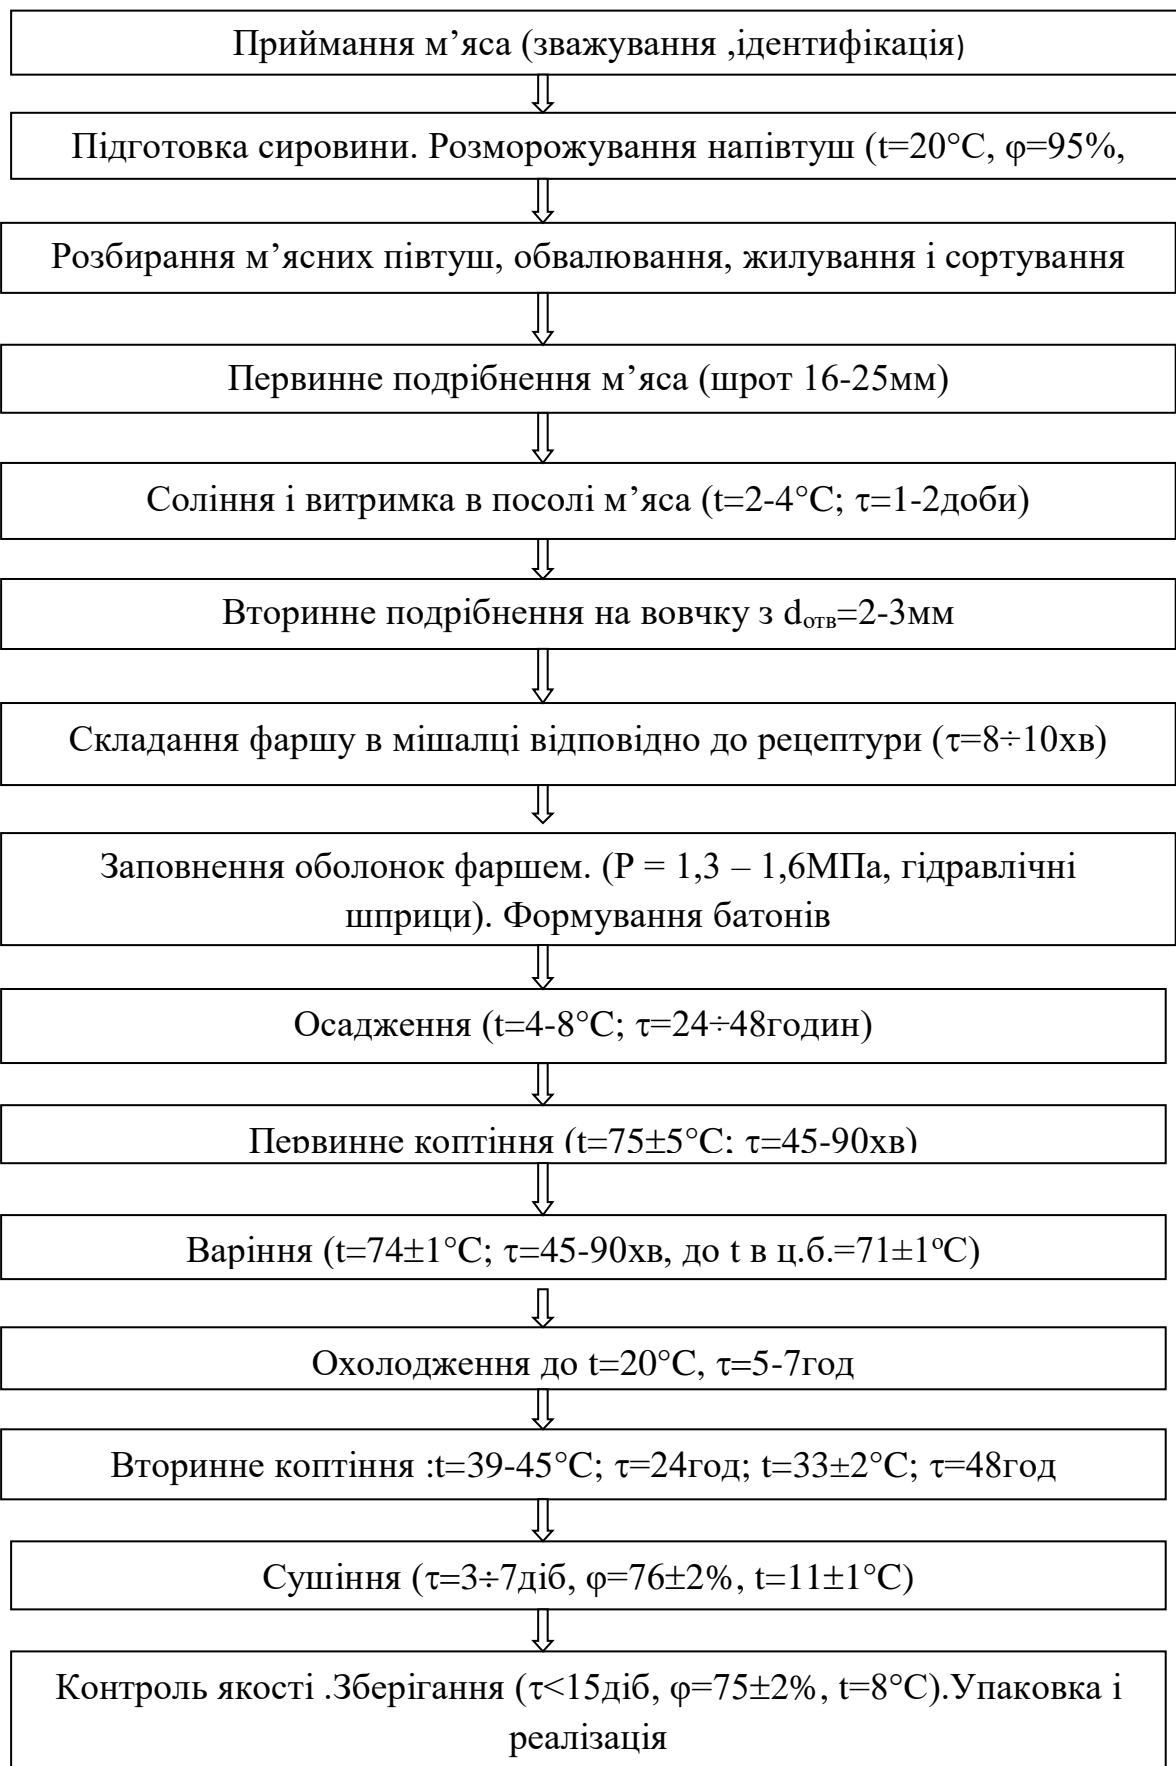 Приймання м’яса (зважування ,ідентифікація)
Підготовка сировини. Розморожування напівтуш (t=20°С, φ=95%,
Розбирання м’ясних півтуш, обвалювання, жилування і сортування
Первинне подрібнення м’яса (шрот 16-25мм)
Соління і витримка в посолі м’яса (t=2-4°С; τ=1-2доби)
Вторинне подрібнення на вовчку з dотв=2-3мм
Складання фаршу в мішалці відповідно до рецептури (τ=8÷10хв)
Заповнення оболонок фаршем. (Р = 1,3 – 1,6МПа, гідравлічні
шприци). Формування батонів
Осадження (t=4-8°С; τ=24÷48годин)
Первинне коптіння (t=75±5°С; τ=45-90хв)
Варіння (t=74±1°С; τ=45-90хв, до t в ц.б.=71±1ºС)
Охолодження до t=20°С, τ=5-7год
Вторинне коптіння :t=39-45°С; τ=24год; t=33±2°С; τ=48год
Сушіння (τ=3÷7діб, φ=76±2%, t=11±1°С)
Контроль якості .Зберігання (τ<15діб, φ=75±2%, t=8°С).Упаковка і
реалізація